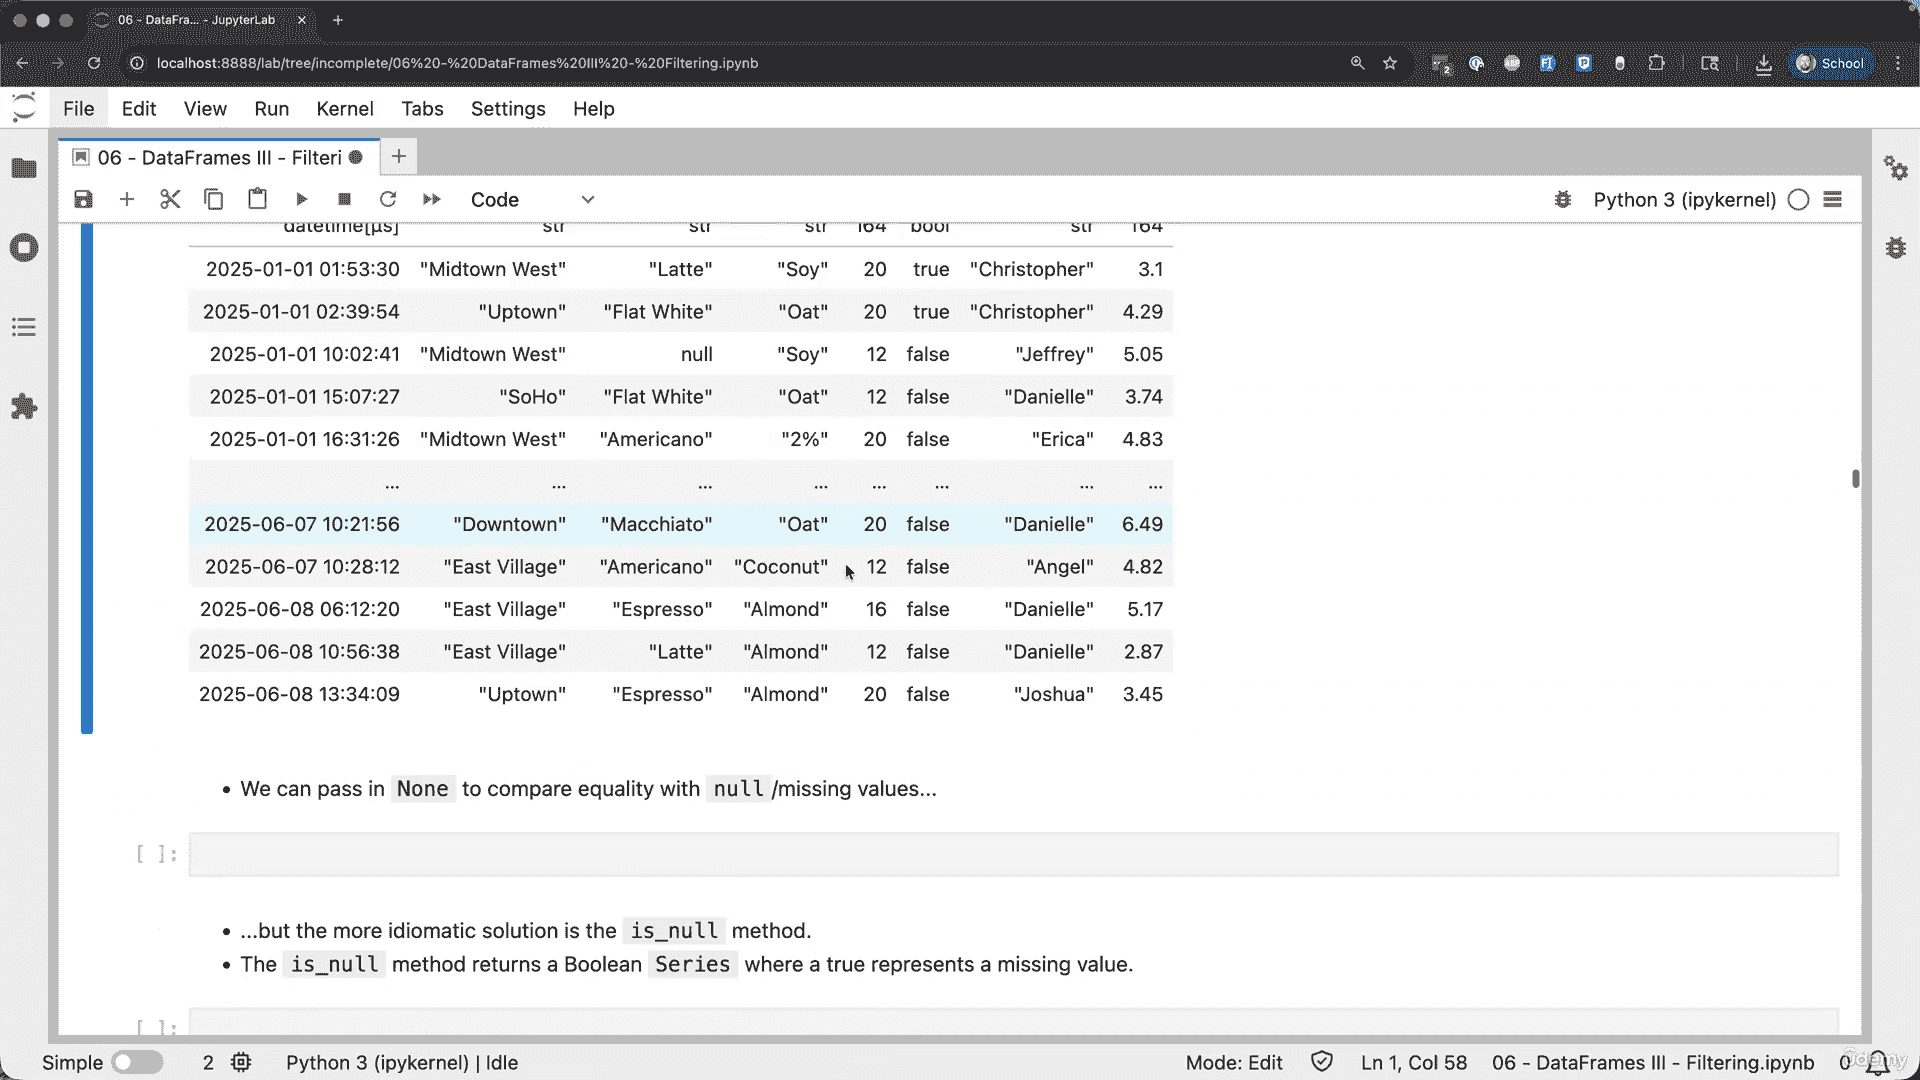 06 - DataFra... - JupyterLab
localhost:8888/lab/tree/incomplete/06%20-%20DataFrames%20III%20-%20Filtering.ipynb
2
School
File Edit View Run Kernel Tabs Settings Help
06 - DataFrames III - Filteri
Code
Python 3 (ipykernel)
datetime[μs] str str str i64 bool str f64
2025-01-01 01:53:30 "Midtown West" "Latte" "Soy" 20 true "Christopher" 3.1
2025-01-01 02:39:54 "Uptown" "Flat White" "Oat" 20 true "Christopher" 4.29
2025-01-01 10:02:41 "Midtown West" null "Soy" 12 false "Jeffrey" 5.05
2025-01-01 15:07:27 "SoHo" "Flat White" "Oat" 12 false "Danielle" 3.74
2025-01-01 16:31:26 "Midtown West" "Americano" "2%" 20 false "Erica" 4.83
... ... ... ... ... ... ... ...
2025-06-07 10:21:56 "Downtown" "Macchiato" "Oat" 20 false "Danielle" 6.49
2025-06-07 10:28:12 "East Village" "Americano" "Coconut" 12 false "Angel" 4.82
2025-06-08 06:12:20 "East Village" "Espresso" "Almond" 16 false "Danielle" 5.17
2025-06-08 10:56:38 "East Village" "Latte" "Almond" 12 false "Danielle" 2.87
2025-06-08 13:34:09 "Uptown" "Espresso" "Almond" 20 false "Joshua" 3.45
• We can pass in None to compare equality with null /missing values...
[ ]:
• ...but the more idiomatic solution is the is_null method.
• The is_null method returns a Boolean Series where a true represents a missing value.
[ ]:
Simple 2 Python 3 (ipykernel) | Idle Mode: Edit Ln 1, Col 58 06 - DataFrames III - Filtering.ipynb 0
Udemy